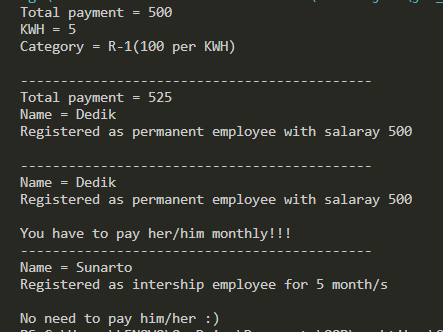 Total payment = 500
KWH = 5
Category = R-1(100 per KWH)
--------------------------------------------
Total payment = 525
Name = Dedik
Registered as permanent employee with salaray 500
--------------------------------------------
Name = Dedik
Registered as permanent employee with salaray 500
You have to pay her/him monthly!!!
--------------------------------------------
Name = Sunarto
Registered as intership employee for 5 month/s
No need to pay him/her :)